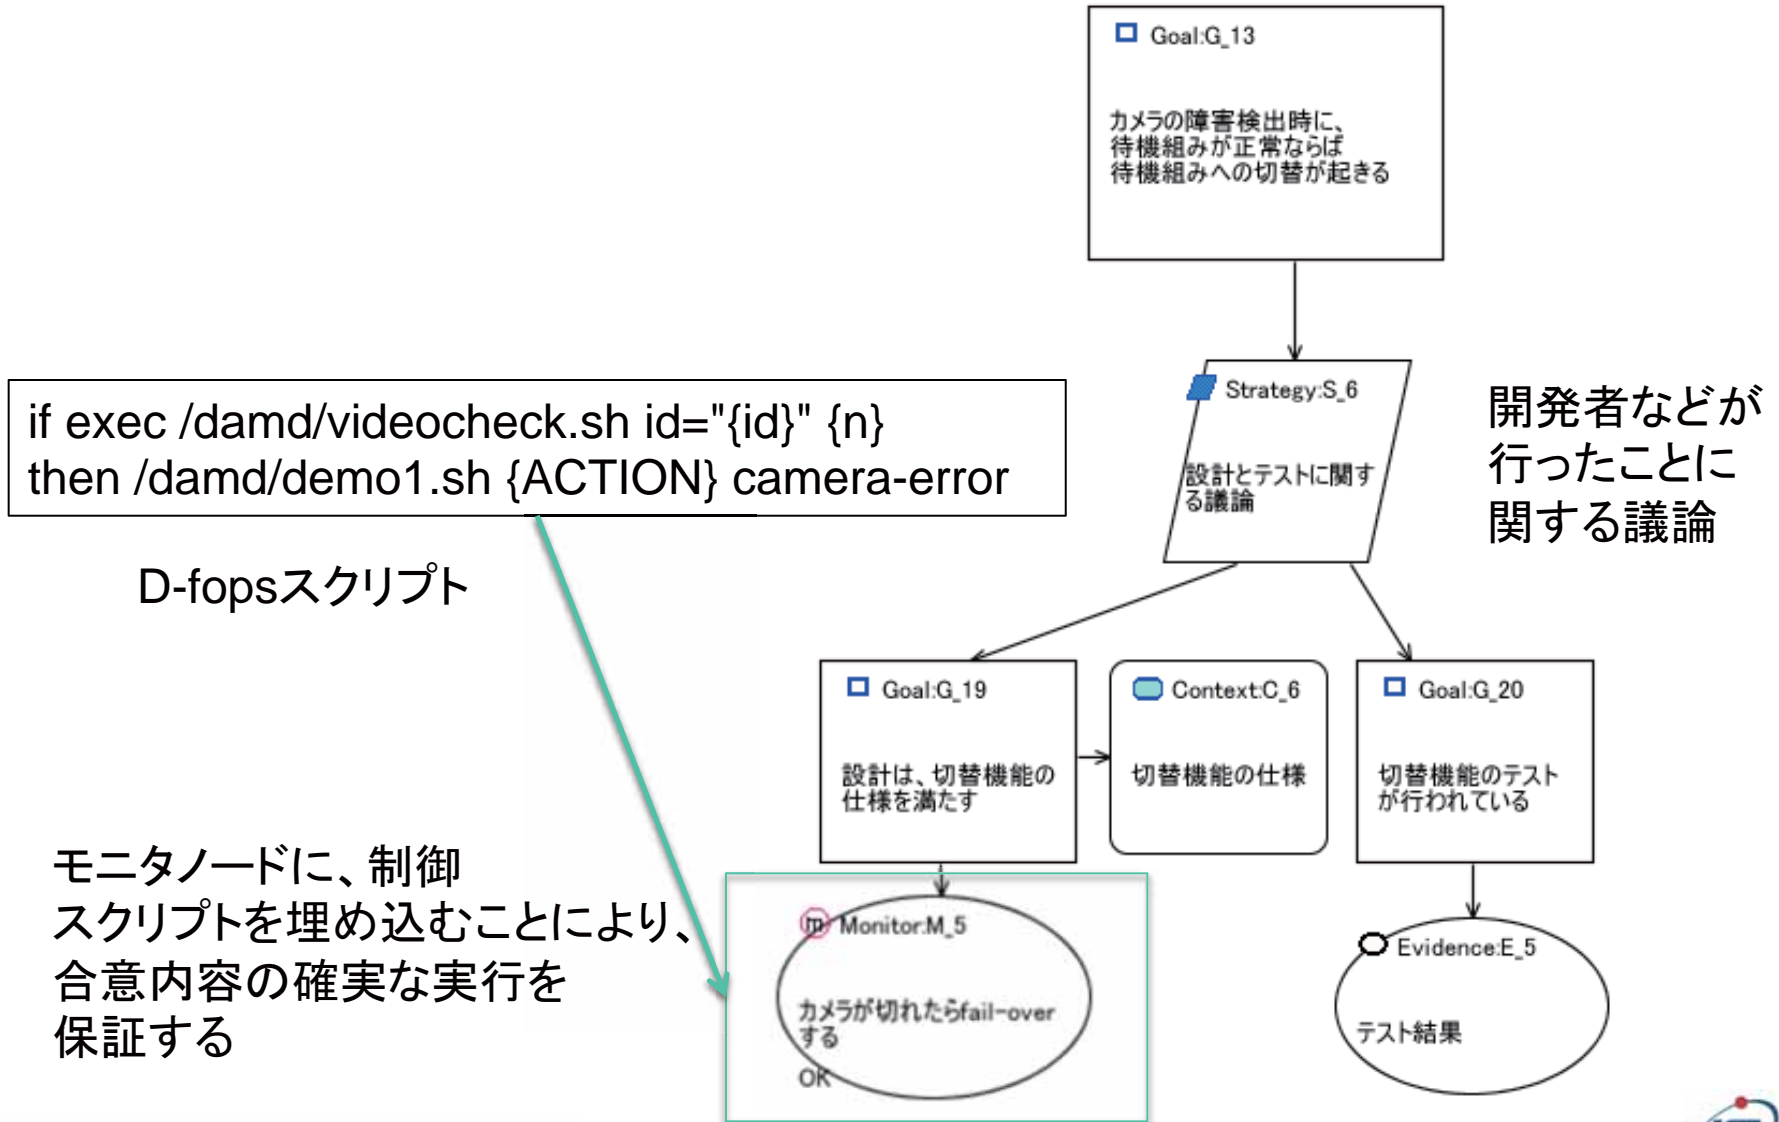 Goal:G_13
カメラの障害検出時に、
待機組みが正常ならば
待機組みへの切替が起きる
Strategy:S_6
設計とテストに関す
る議論
開発者などが
行ったことに
関する議論
if exec /damd/videocheck.sh id="{id}" {n}
then /damd/demo1.sh {ACTION} camera-error
D-fopsスクリプト
Goal:G_19
設計は、切替機能の
仕様を満たす
Context:C_6
切替機能の仕様
Goal:G_20
切替機能のテスト
が行われている
モニタノードに、制御
スクリプトを埋め込むことにより、
合意内容の確実な実行を
保証する
m Monitor:M_5
カメラが切れたらfail-over
する
OK
Evidence:E_5
テスト結果